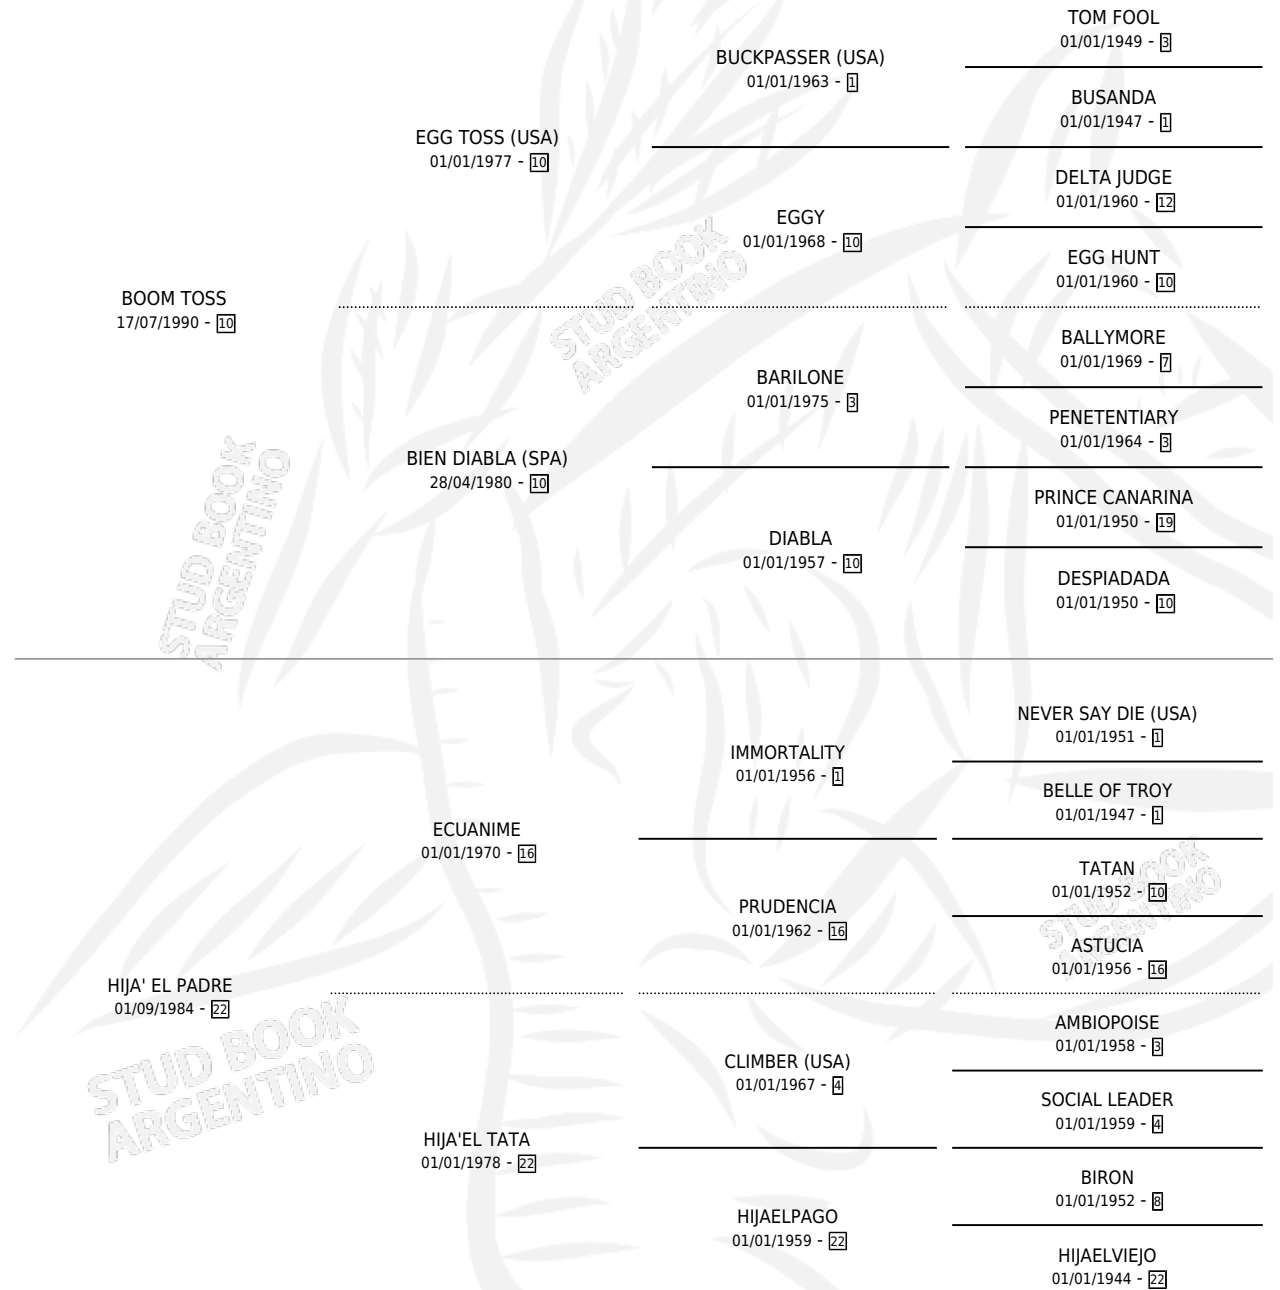 TOM FOOL
01/01/1949 - 3
BUCKPASSER (USA)
01/01/1963 - 1
BUSANDA
01/01/1947 - 1
EGG TOSS (USA)
01/01/1977 - 10
DELTA JUDGE
01/01/1960 - 12
EGGY
01/01/1968 - 10
EGG HUNT
01/01/1960 - 10
BOOM TOSS
17/07/1990 - 10
STUD BOOK
ARGENTINO
BALLYMORE
01/01/1969 - 7
BARILONE
01/01/1975 - 3
PENETENTIARY
01/01/1964 - 3
BIEN DIABLA (SPA)
28/04/1980 - 10
PRINCE CANARINA
01/01/1950 - 19
DIABLA
01/01/1957 - 10
DESPIADADA
01/01/1950 - 10
STUD BOOK
ARGENTINO
NEVER SAY DIE (USA)
01/01/1951 - 1
IMMORTALITY
01/01/1956 - 1
BELLE OF TROY
01/01/1947 - 1
ECUANIME
01/01/1970 - 16
TATAN
01/01/1952 - 10
PRUDENCIA
01/01/1962 - 16
ASTUCIA
01/01/1956 - 16
STUD BOOK
ARGENTINO
HIJA' EL PADRE
01/09/1984 - 22
AMBIOPOISE
01/01/1958 - 3
CLIMBER (USA)
01/01/1967 - 4
SOCIAL LEADER
01/01/1959 - 4
STUD BOOK
ARGENTINO
HIJA'EL TATA
01/01/1978 - 22
BIRON
01/01/1952 - 8
HIJAELPAGO
01/01/1959 - 22
HIJAELVIEJO
01/01/1944 - 22